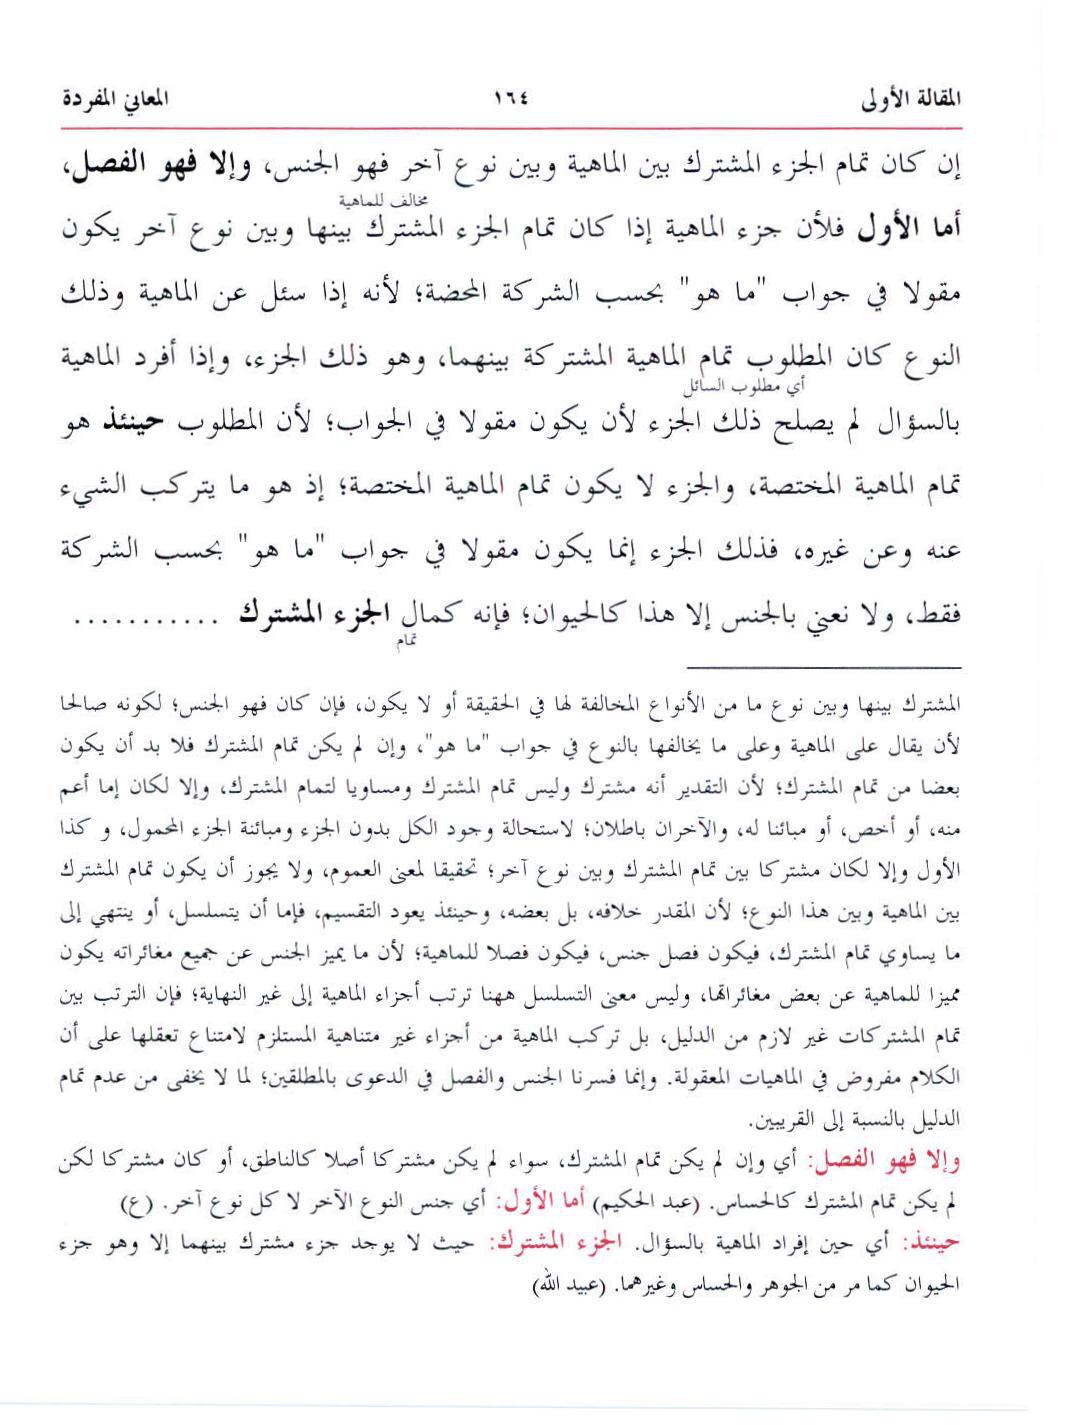 المقالة الأولى
١٦٤
المعاني المفردة
إن كان تمام الجزء المشترك بين الماهية وبين نوع آخر فهو الجنس، وإلا فهو الفصل،
مخالف للماهية
أما الأول فلأن جزء الماهية إذا كان تمام الجزء المشترك بينها وبين نوع آخر يكون
مقولا في جواب "ما هو" بحسب الشركة المحضة؛ لأنه إذا سئل عن الماهية وذلك
النوع كان المطلوب تمام الماهية المشتركة بينهما، وهو ذلك الجزء، وإذا أفرد الماهية
أي مطلوب السائل
بالسؤال لم يصلح ذلك الجزء لأن يكون مقولا في الجواب؛ لأن المطلوب حينئذ هو
تمام الماهية المختصة، والجزء لا يكون تمام الماهية المختصة؛ إذ هو ما يتركب الشيء
عنه وعن غيره، فذلك الجزء إنما يكون مقولا في جواب "ما هو" بحسب الشركة
فقط، ولا نعني بالجنس إلا هذا كالحيوان؛ فإنه كمال الجزء المشترك ...........
تمام
المشترك بينها وبين نوع ما من الأنواع المخالفة لها في الحقيقة أو لا يكون، فإن كان فهو الجنس؛ لكونه صالحا
لأن يقال على الماهية وعلى ما يخالفها بالنوع في جواب "ما هو"، وإن لم يكن تمام المشترك فلا بد أن يكون
بعضا من تمام المشترك؛ لأن التقدير أنه مشترك وليس تمام المشترك ومساويا لتمام المشترك، وإلا لكان إما أعم
منه، أو أخص، أو مبائنا له، والآخران باطلان؛ لاستحالة وجود الكل بدون الجزء ومبائنة الجزء المحمول، و كذا
الأول وإلا لكان مشتركا بين تمام المشترك وبين نوع آخر؛ تحقيقا لمعنى العموم، ولا يجوز أن يكون تمام المشترك
بين الماهية وبين هذا النوع؛ لأن المقدر خلافه، بل بعضه، وحينئذ يعود التقسيم، فإما أن يتسلسل، أو ينتهي إلى
ما يساوي تمام المشترك، فيكون فصل جنس، فيكون فصلا للماهية؛ لأن ما يميز الجنس عن جميع مغائراته يكون
مميزا للماهية عن بعض مغائراتها، وليس معنى التسلسل ههنا ترتب أجزاء الماهية إلى غير النهاية؛ فإن الترتب بين
تمام المشتركات غير لازم من الدليل، بل تركب الماهية من أجزاء غير متناهية المستلزم لامتناع تعقلها على أن
الكلام مفروض في الماهيات المعقولة. وإنما فسرنا الجنس والفصل في الدعوى بالمطلقين؛ لما لا يخفى من عدم تمام
الدليل بالنسبة إلى القريبين.
وإلا فهو الفصل: أي وإن لم يكن تمام المشترك، سواء لم يكن مشتركا أصلا كالناطق، أو كان مشتركا لكن
لم يكن تمام المشترك كالحساس. (عبد الحكيم) أما الأول: أي جنس النوع الآخر لا كل نوع آخر. (ع)
حينئذ: أي حين إفراد الماهية بالسؤال. الجزء المشترك: حيث لا يوجد جزء مشترك بينهما إلا وهو جزء
الحيوان كما مر من الجوهر والحساس وغيرهما. (عبيد الله)